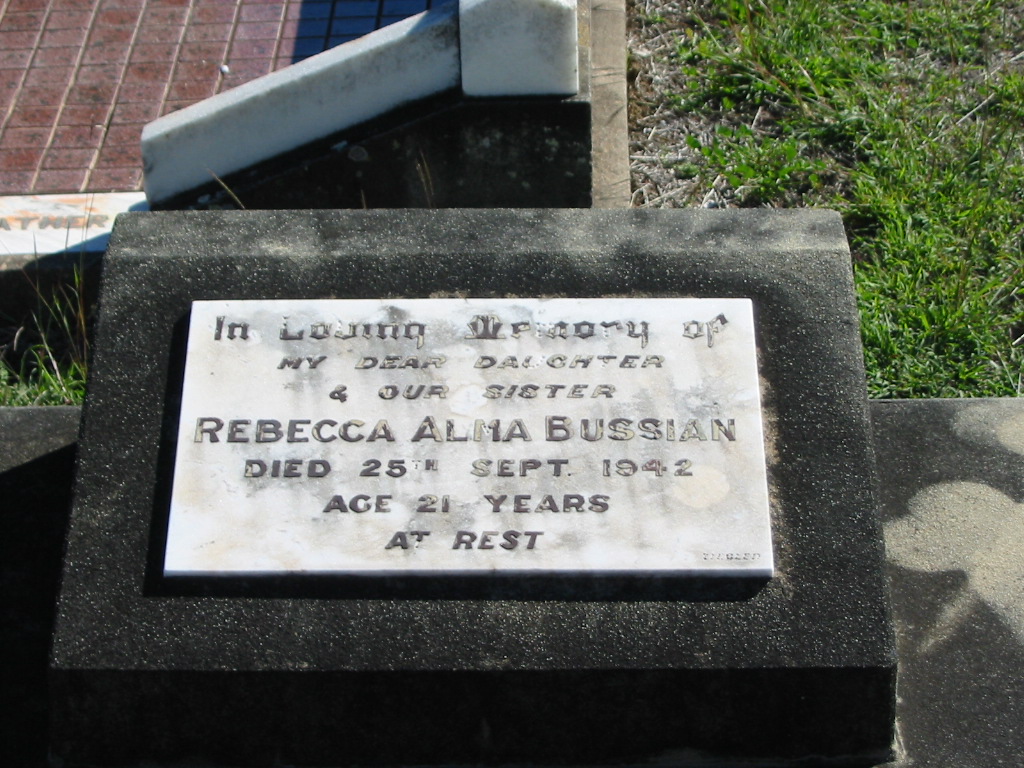 In Loving Memory of
MY DEAR DAUGHTER
& OUR SISTER
REBECCA ALMA BUSSIAN
DIED 25TH SEPT. 1942
AGE 21 YEARS
AT REST